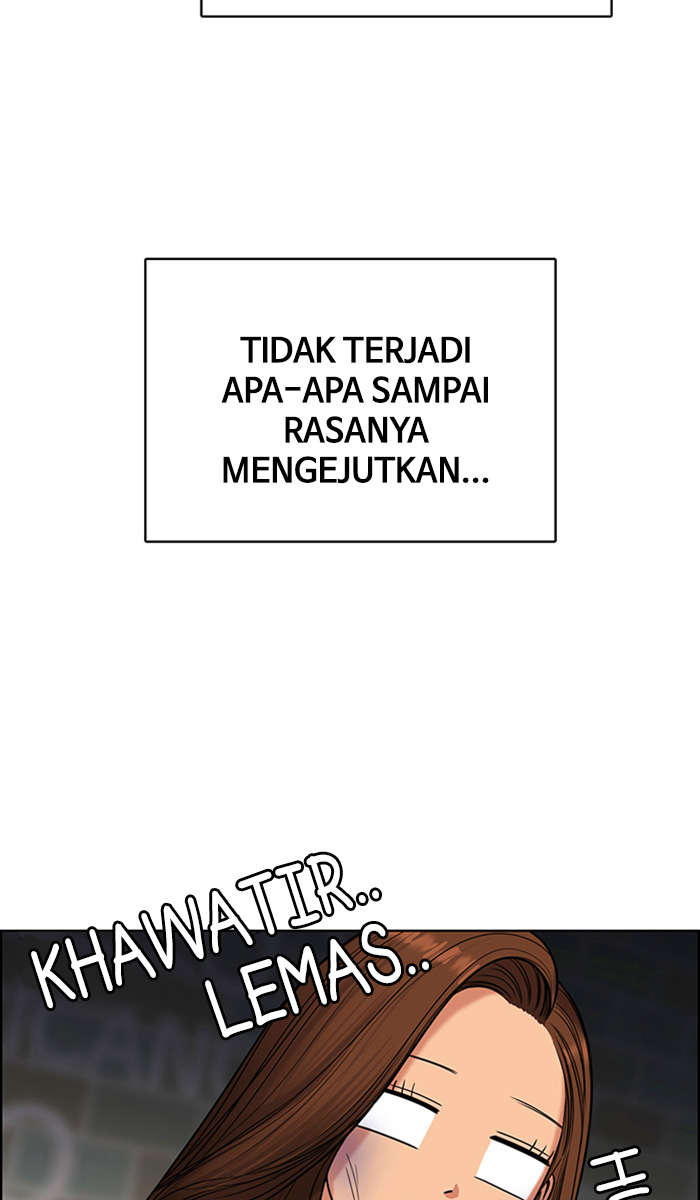 TIDAK TERJADI
APA-APA SAMPAI
RASANYA
MENGEJUTKAN...
KHAWATIR..
LEMAS..